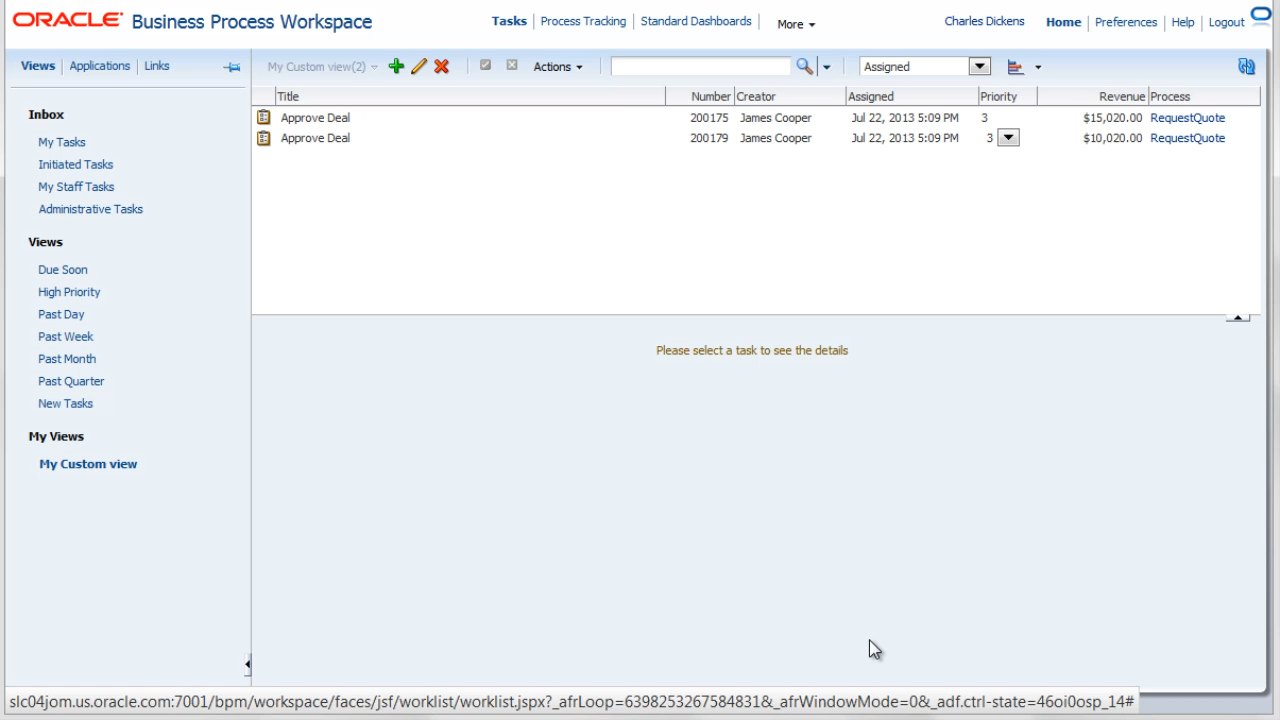 ORACLE Business Process Workspace Tasks Process Tracking Standard Dashboards More Charles Dickens Home Preferences Help Logout
Views Applications Links My Custom view(2) Actions Assigned
Title Number Creator Assigned Priority Revenue Process
Approve Deal 200175 James Cooper Jul 22, 2013 5:09 PM 3 $15,020.00 RequestQuote
Approve Deal 200179 James Cooper Jul 22, 2013 5:09 PM 3 $10,020.00 RequestQuote
Inbox
My Tasks
Initiated Tasks
My Staff Tasks
Administrative Tasks
Views
Due Soon
High Priority
Past Day
Past Week
Past Month
Past Quarter
New Tasks
My Views
My Custom view
Please select a task to see the details
slc04jom.us.oracle.com:7001/bpm/workspace/faces/jsf/worklist/worklist.jspx?_afrLoop=63982532675848​31&_afrWindowMode=0&_adf.ctrl-state=46oi0osp_14#